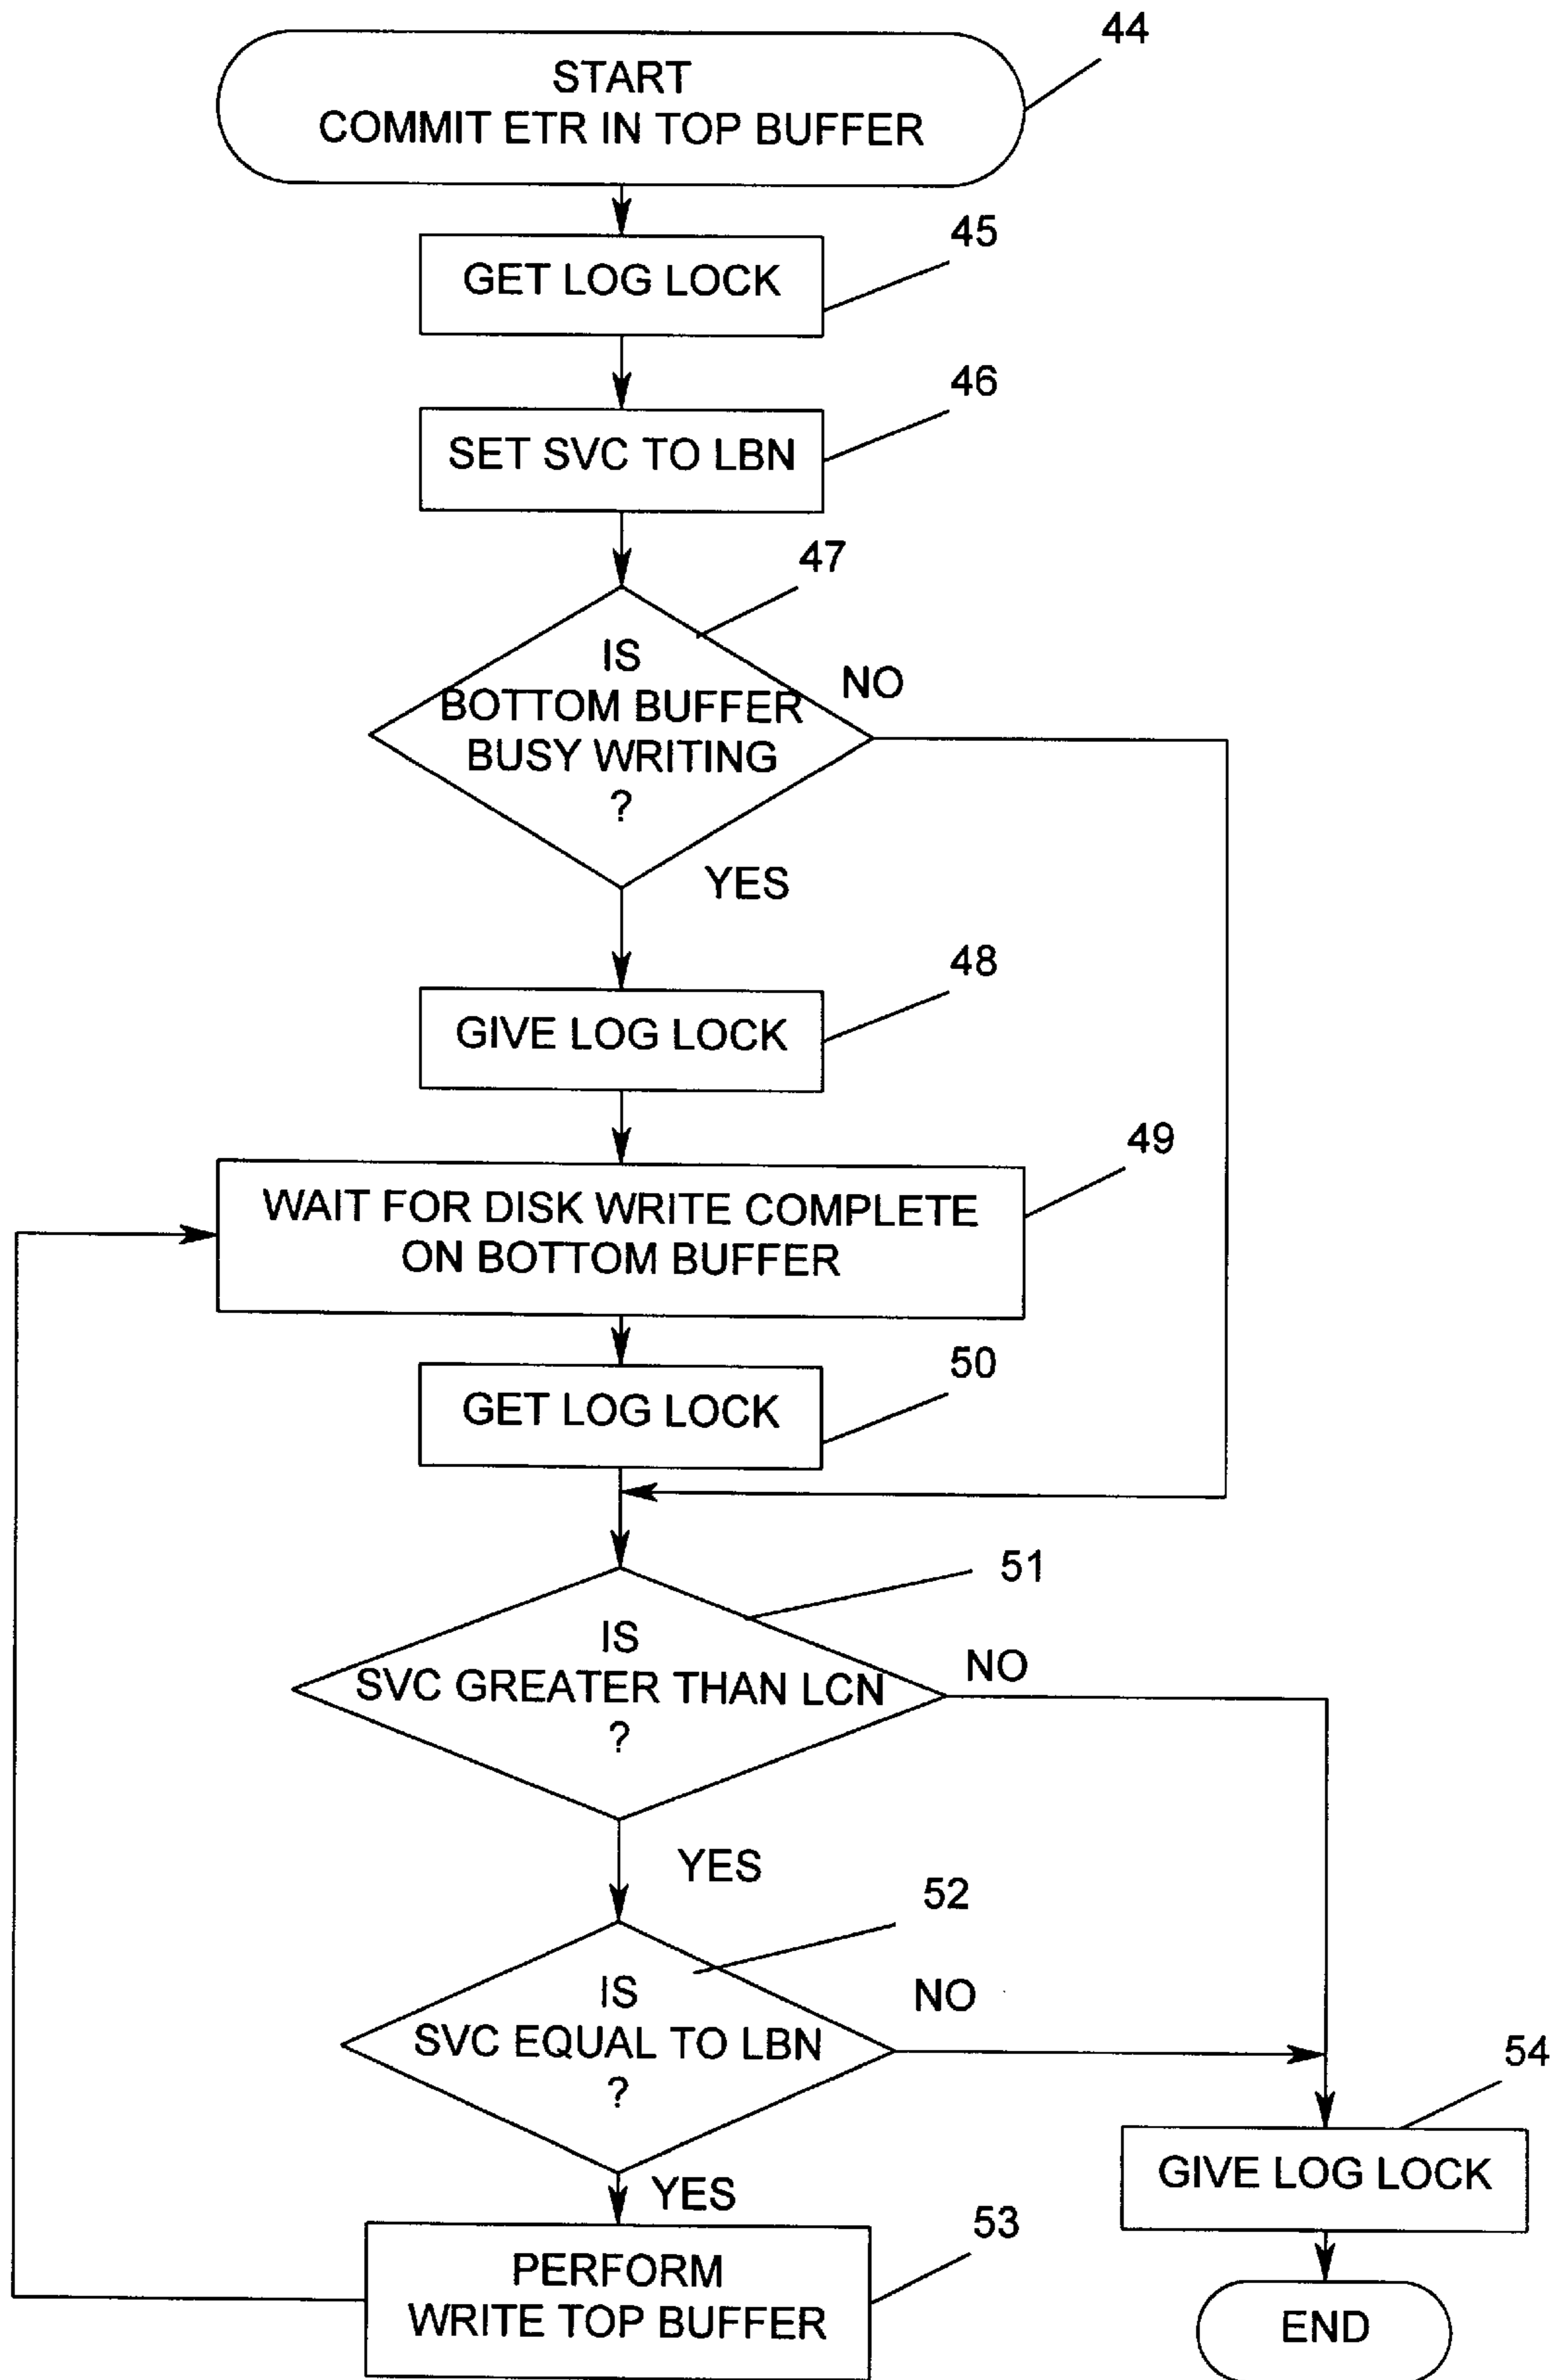 44
START
COMMIT ETR IN TOP BUFFER
45
GET LOG LOCK
46
SET SVC TO LBN
47
IS
BOTTOM BUFFER
BUSY WRITING
?
NO
YES
48
GIVE LOG LOCK
49
WAIT FOR DISK WRITE COMPLETE
ON BOTTOM BUFFER
50
GET LOG LOCK
51
IS
SVC GREATER THAN LCN
?
NO
YES
52
IS
SVC EQUAL TO LBN
?
NO
YES
54
GIVE LOG LOCK
53
PERFORM
WRITE TOP BUFFER
END